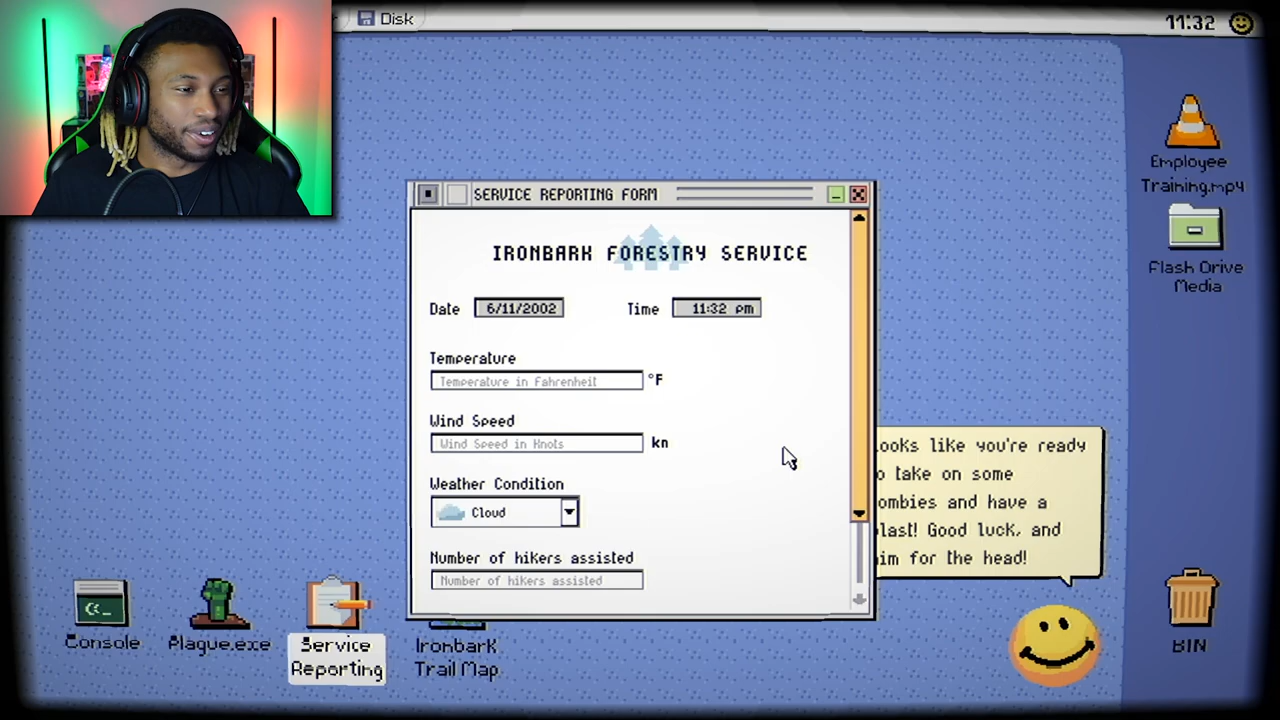 Disk
11:32
Employee
Training.mp4
Flash Drive
Media
SERVICE REPORTING FORM
IRONBARK FORESTRY SERVICE
Date 6/11/2002 Time 11:32 pm
Temperature
Temperature in Fahrenheit °F
Wind Speed
Wind Speed in Knots kn
Weather Condition
Cloud
Number of hikers assisted
Number of hikers assisted
ooks like you're ready
o take on some
ombies and have a
last! Good luck, and
im for the head!
Console
Plague.exe
Service
Reporting
Ironbark
Trail Map
BIN